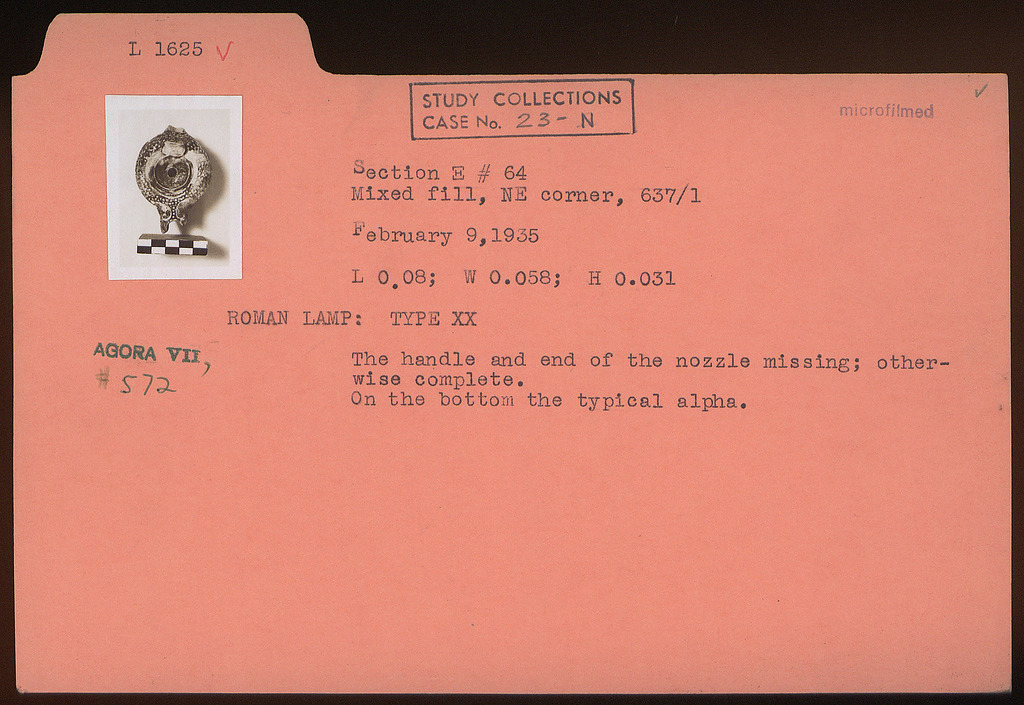 L 1625 √
STUDY COLLECTIONS
CASE No. 23-N
microfilmed
Section E # 64
Mixed fill, NE corner, 637/1
February 9,1935
L 0.08; W 0.058; H 0.031
ROMAN LAMP: TYPE XX
AGORA VII,
# 572
The handle and end of the nozzle missing; other-
wise complete.
On the bottom the typical alpha.